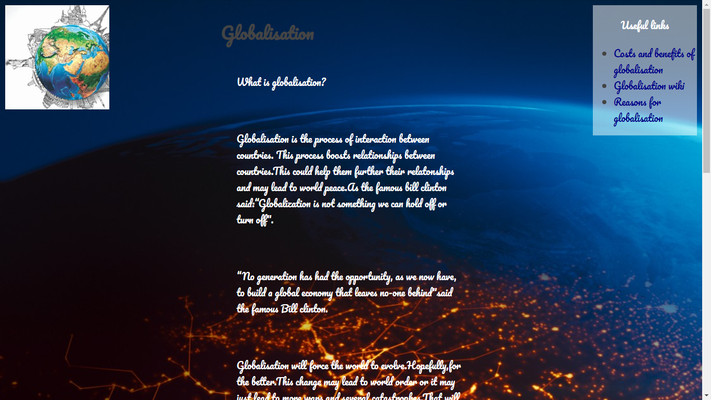 Globalisation
What is globalisation?
Globalisation is the process of interaction between
countries. This process boosts relationships between
countries.This could help them further their relatonships
and may lead to world peace.As the famous bill clinton
said:"Globalization is not something we can hold off or
turn off".
"No generation has had the opportunity, as we now have,
to build a global economy that leaves no-one behind" said
the famous Bill clinton.
Globalisation will force the world to evolve.Hopefully,for
the better.This change may lead to world order or it may
just lead to more wars and several catastrophes.That will
Useful links
Costs and benefits of
globalisation
Globalisation wiki
Reasons for
globalisation